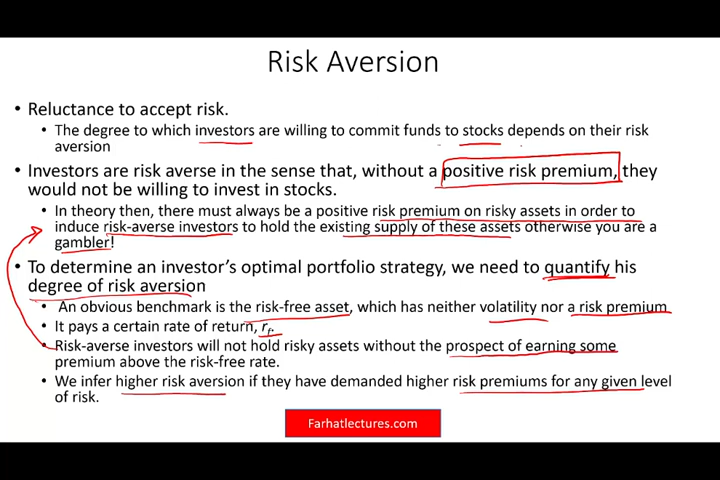 Risk Aversion
• Reluctance to accept risk.
• The degree to which investors are willing to commit funds to stocks depends on their risk
aversion
• Investors are risk averse in the sense that, without a positive risk premium, they
would not be willing to invest in stocks.
• In theory then, there must always be a positive risk premium on risky assets in order to
induce risk-averse investors to hold the existing supply of these assets otherwise you are a
gambler!
• To determine an investor’s optimal portfolio strategy, we need to quantify his
degree of risk aversion
• An obvious benchmark is the risk-free asset, which has neither volatility nor a risk premium
• It pays a certain rate of return, rf.
• Risk-averse investors will not hold risky assets without the prospect of earning some
premium above the risk-free rate.
• We infer higher risk aversion if they have demanded higher risk premiums for any given level
of risk.
Farhatlectures.com